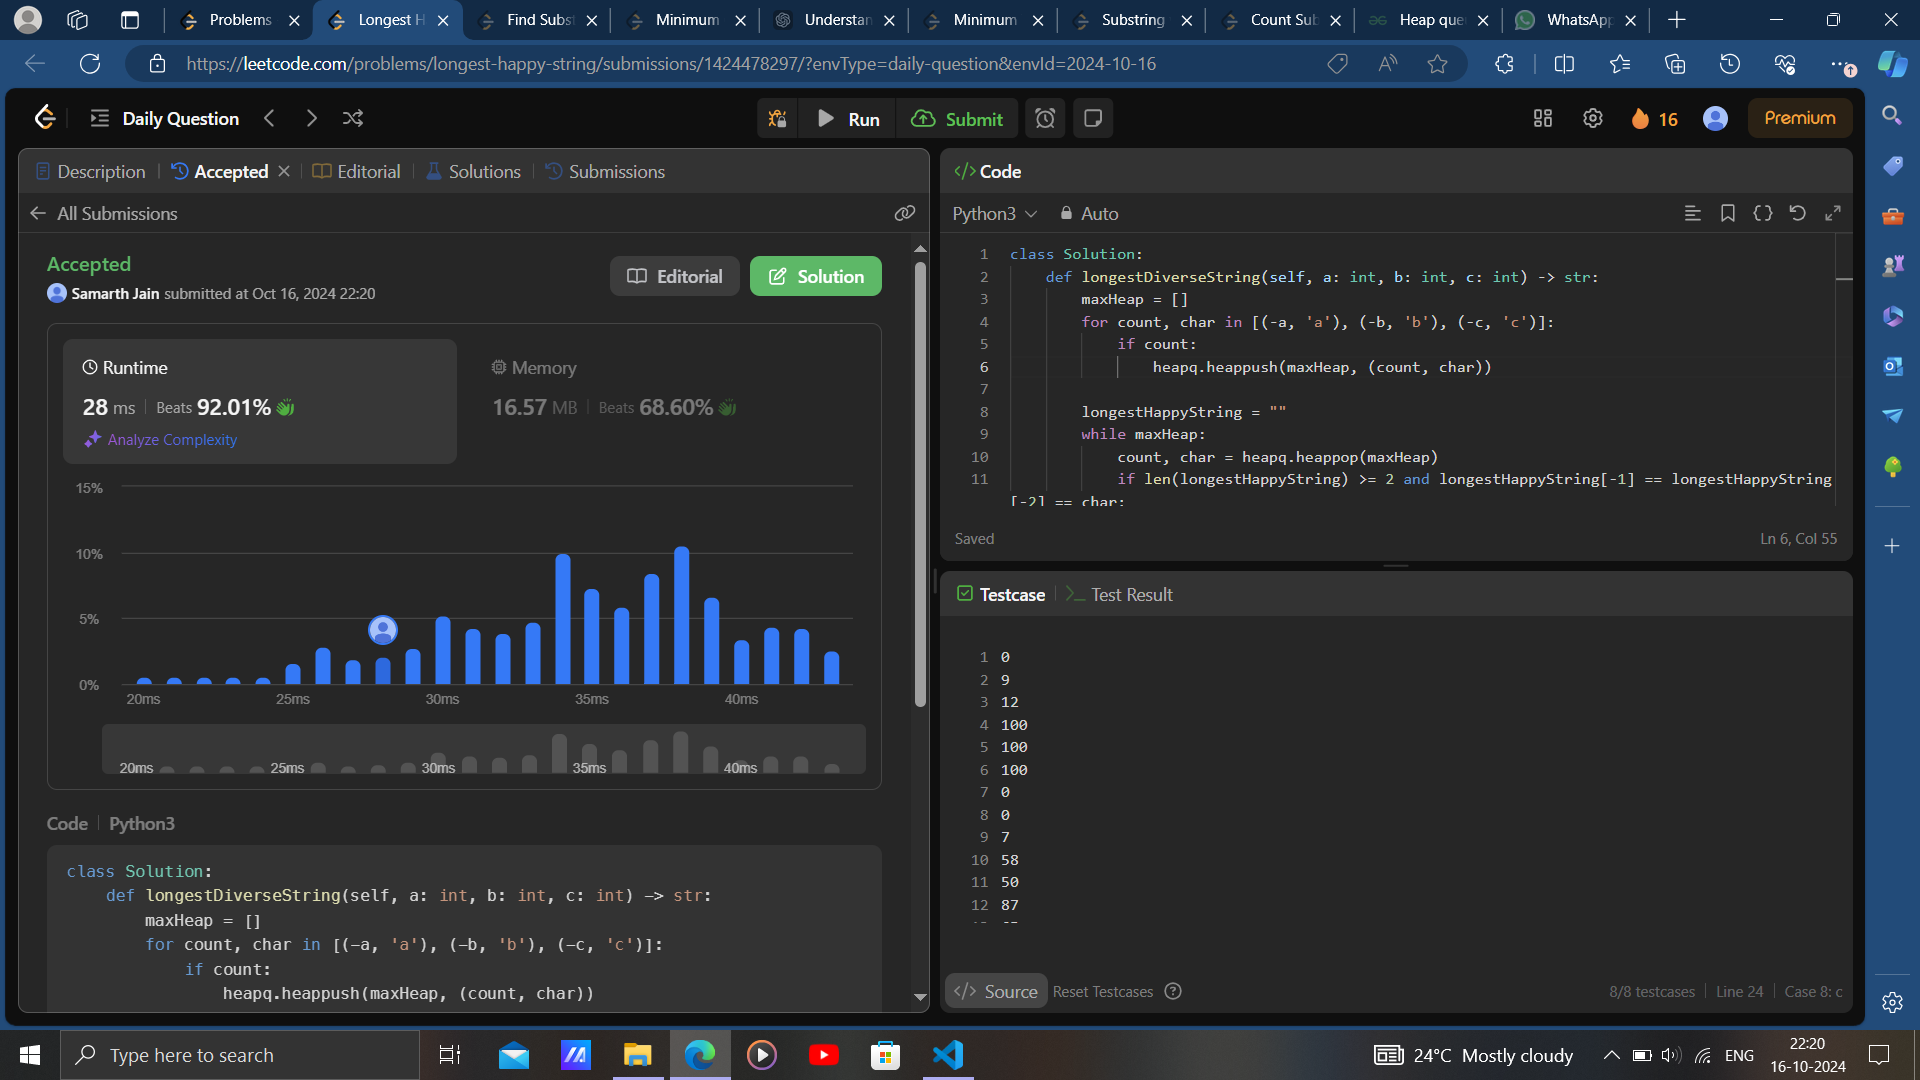 Problems
Longest H
Find Subs
Minimum
Understan
Minimum
Substring
Count Sub
Heap que
WhatsApp
https://leetcode.com/problems/longest-happy-string/submissions/1424478297/?envType=daily-question&envId=2024-10-16
Daily Question
Run
Submit
16
Premium
Description
Accepted
Editorial
Solutions
Submissions
All Submissions
Accepted
Samarth Jain submitted at Oct 16, 2024 22:20
Editorial
Solution
Runtime
28 ms
Beats 92.01%
Analyze Complexity
Memory
16.57 MB
Beats 68.60%
15%
10%
5%
0%
20ms 25ms 30ms 35ms 40ms
20ms 25ms 30ms 35ms 40ms
Code
Python3
class Solution:
def longestDiverseString(self, a: int, b: int, c: int) -> str:
maxHeap = []
for count, char in [(-a, 'a'), (-b, 'b'), (-c, 'c')]:
if count:
heapq.heappush(maxHeap, (count, char))
Code
Python3
Auto
1 class Solution:
2 def longestDiverseString(self, a: int, b: int, c: int) -> str:
3 maxHeap = []
4 for count, char in [(-a, 'a'), (-b, 'b'), (-c, 'c')]:
5 if count:
6 heapq.heappush(maxHeap, (count, char))
7
8 longestHappyString = ""
9 while maxHeap:
10 count, char = heapq.heappop(maxHeap)
11 if len(longestHappyString) >= 2 and longestHappyString[-1] == longestHappyString
[-2] == char:
Saved
Ln 6, Col 55
Testcase
Test Result
1 0
2 9
3 12
4 100
5 100
6 100
7 0
8 0
9 7
10 58
11 50
12 87
Source
Reset Testcases
8/8 testcases
Line 24
Case 8: c
Type here to search
24°C Mostly cloudy
ENG
22:20
16-10-2024